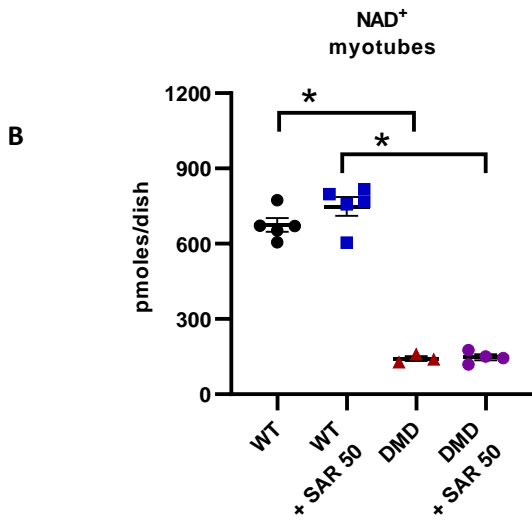 NAD+
myotubes
B
1200
900
600
300
0
pmoles/dish
*
*
WT
WT
+ SAR 50
DMD
DMD
+ SAR 50